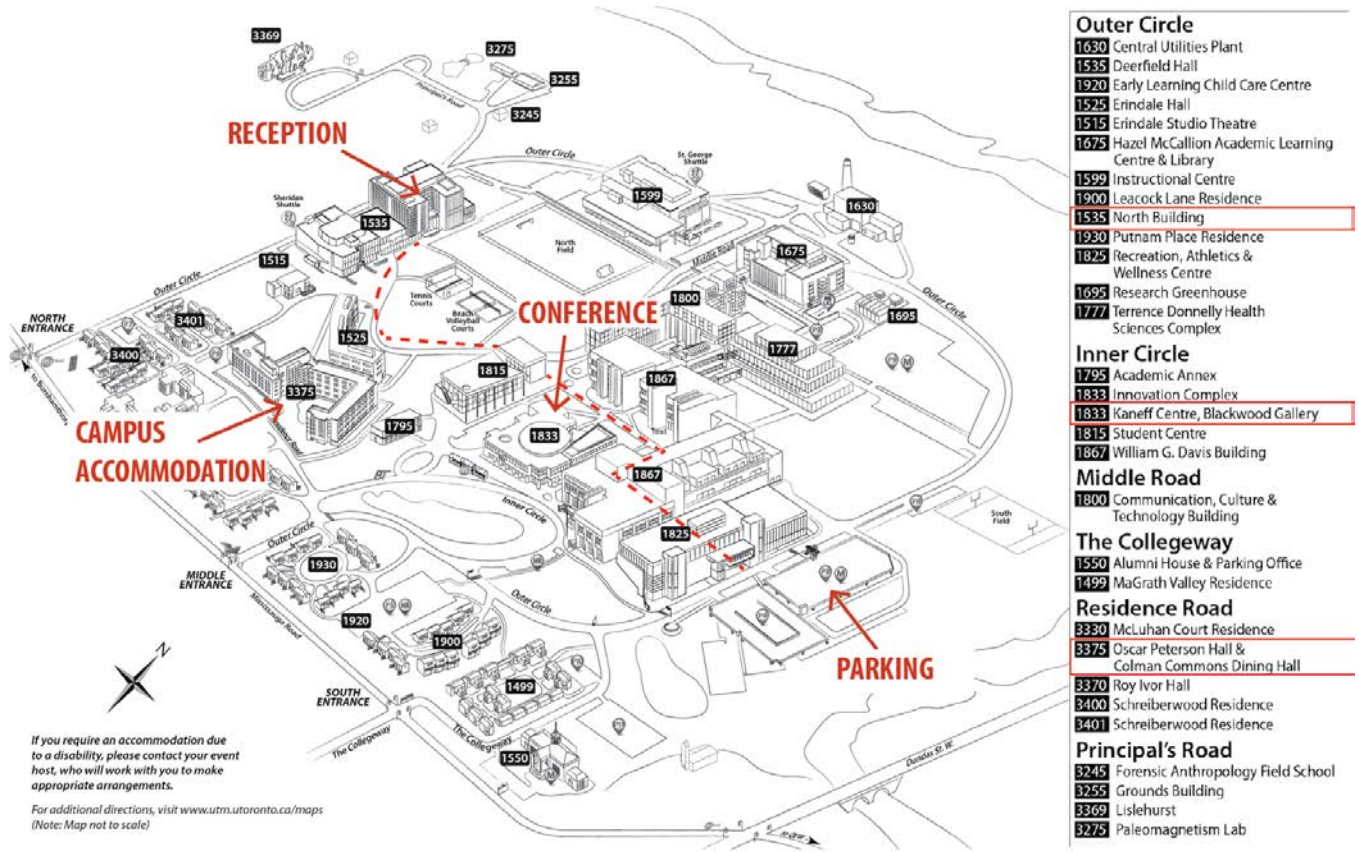 3369
3275
3255
3245
Principal's Road
RECEPTION
Outer Circle
St. George
Shuttle
1599
1630
Sheridan
Shuttle
1535
North
Field
Middle Road
1675
1515
Outer Circle
Tennis
Courts
Beach
Volleyball
Courts
CONFERENCE
1800
1695
Outer Circle
NORTH
ENTRANCE
3401
1525
3400
1777
1815
1867
3375
CAMPUS
ACCOMMODATION
1795
1833
1867
Inner Circle
South
Field
1825
Outer Circle
MIDDLE
ENTRANCE
1930
Outer Circle
Mississauga Road
1920
1900
PARKING
N
SOUTH
ENTRANCE
1499
The Collegeway
The Collegeway
1550
Dundas St. W.
If you require an accommodation due
to a disability, please contact your event
host, who will work with you to make
appropriate arrangements.
For additional directions, visit www.utm.utoronto.ca/maps
(Note: Map not to scale)
Outer Circle
1630 Central Utilities Plant
1535 Deerfield Hall
1920 Early Learning Child Care Centre
1525 Erindale Hall
1515 Erindale Studio Theatre
1675 Hazel McCallion Academic Learning
Centre & Library
1599 Instructional Centre
1900 Leacock Lane Residence
1535 North Building
1930 Putnam Place Residence
1825 Recreation, Athletics &
Wellness Centre
1695 Research Greenhouse
1777 Terrence Donnelly Health
Sciences Complex
Inner Circle
1795 Academic Annex
1833 Innovation Complex
1833 Kaneff Centre, Blackwood Gallery
1815 Student Centre
1867 William G. Davis Building
Middle Road
1800 Communication, Culture &
Technology Building
The Collegeway
1550 Alumni House & Parking Office
1499 MaGrath Valley Residence
Residence Road
3330 McLuhan Court Residence
3375 Oscar Peterson Hall &
Colman Commons Dining Hall
3370 Roy Ivor Hall
3400 Schreiberwood Residence
3401 Schreiberwood Residence
Principal's Road
3245 Forensic Anthropology Field School
3255 Grounds Building
3369 Lislehurst
3275 Paleomagnetism Lab